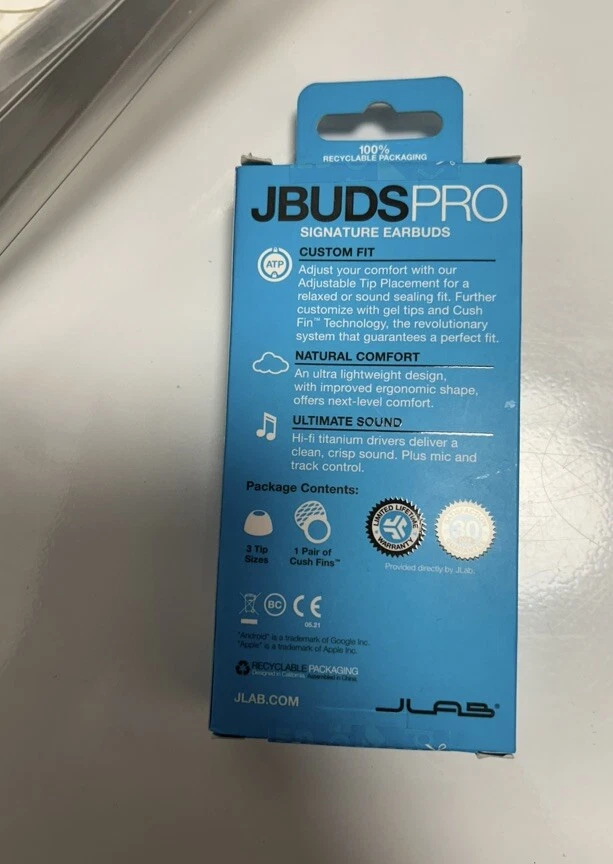 100%
RECYCLABLE PACKAGING
JBUDSPRO
SIGNATURE EARBUDS
CUSTOM FIT
ATP
Adjust your comfort with our
Adjustable Tip Placement for a
relaxed or sound sealing fit. Further
customize with gel tips and Cush
Fin™ Technology, the revolutionary
system that guarantees a perfect fit.
NATURAL COMFORT
An ultra lightweight design,
with improved ergonomic shape,
offers next-level comfort.
ULTIMATE SOUND
Hi-fi titanium drivers deliver a
clean, crisp sound. Plus mic and
track control.
Package Contents:
3 Tip
Sizes
1 Pair of
Cush Fins™
LIMITED LIFETIME
WARRANTY
30
Provided directly by JLab.
BC
CE
05.21
"Android" is a trademark of Google Inc.
"Apple" is a trademark of Apple Inc.
RECYCLABLE PACKAGING
Designed in California. Assembled in China.
JLAB.COM
JLAB®